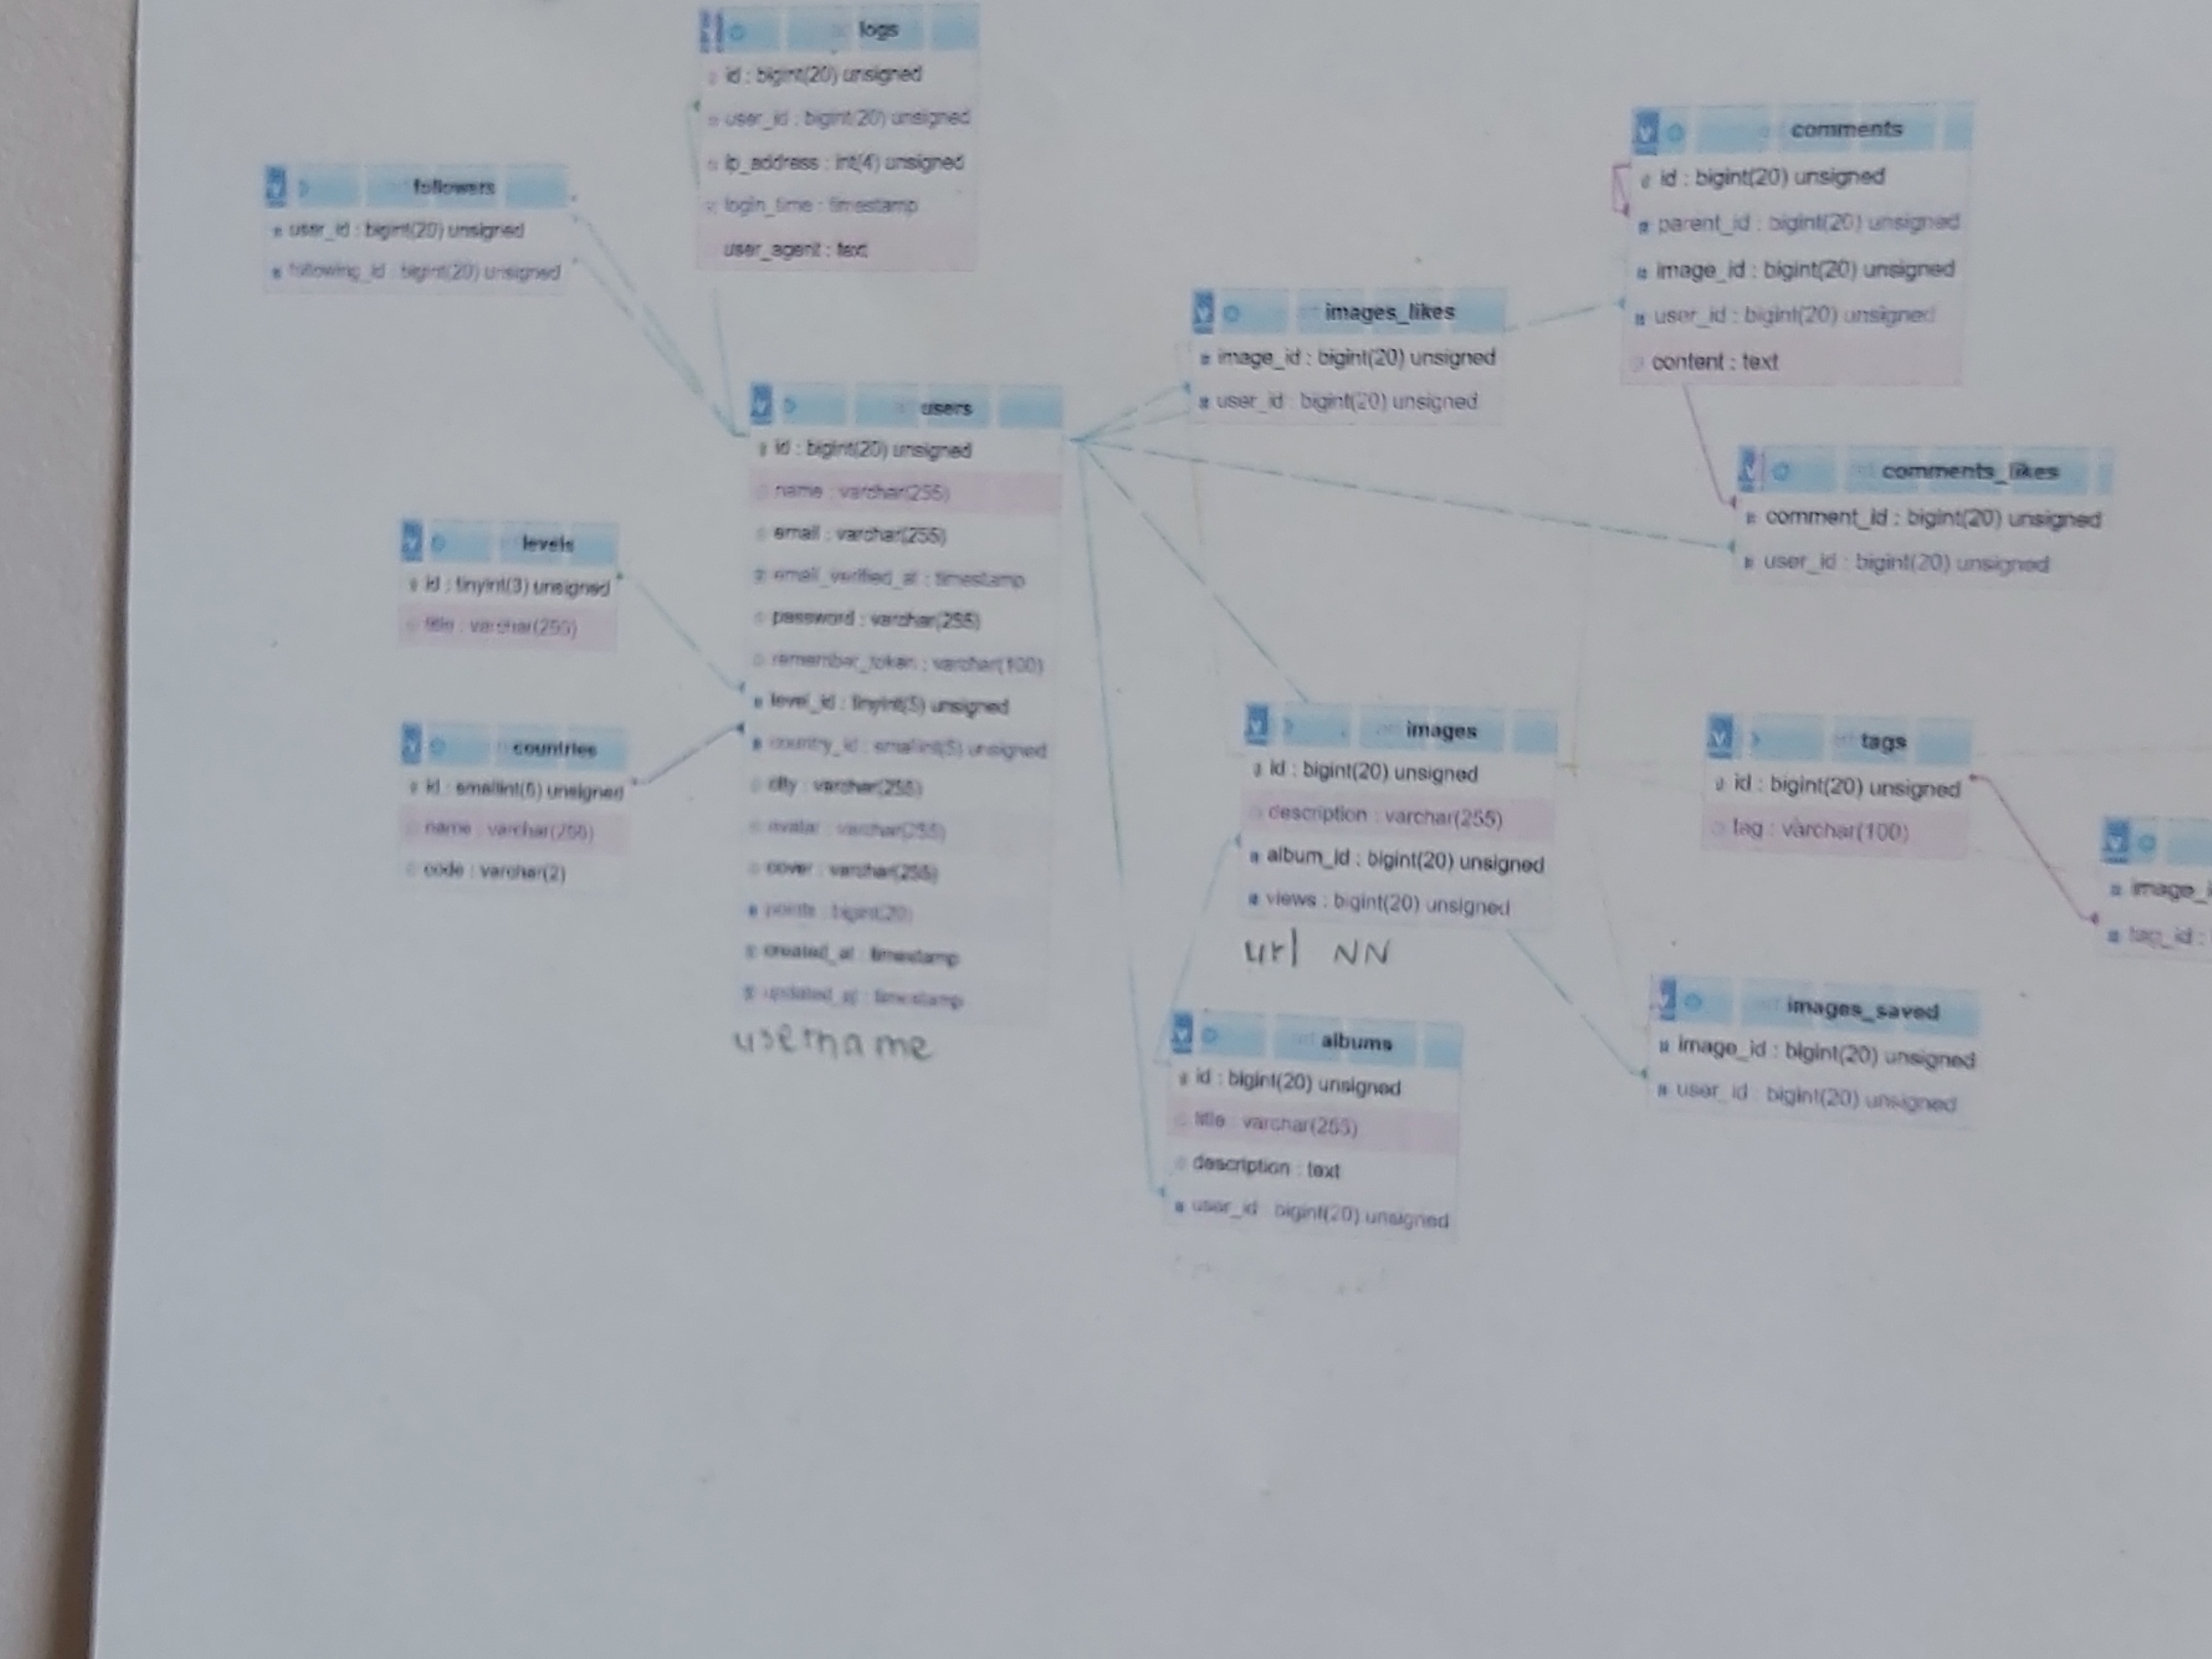 logs
id : bigint(20) unsigned
user_id : bigint(20) unsigned
ip_address : int(4) unsigned
login_time : timestamp
user_agent : text
followers
user_id : bigint(20) unsigned
following_id : bigint(20) unsigned
users
id : bigint(20) unsigned
name : varchar(255)
email : varchar(255)
email_verified_at : timestamp
password : varchar(255)
remember_token : varchar(100)
level_id : tinyint(3) unsigned
country_id : smallint(5) unsigned
city : varchar(255)
avatar : varchar(255)
cover : varchar(255)
points : bigint(20)
created_at : timestamp
updated_at : timestamp
username
levels
id : tinyint(3) unsigned
title : varchar(255)
countries
id : smallint(5) unsigned
name : varchar(255)
code : varchar(2)
images_likes
image_id : bigint(20) unsigned
user_id : bigint(20) unsigned
comments
id : bigint(20) unsigned
parent_id : bigint(20) unsigned
image_id : bigint(20) unsigned
user_id : bigint(20) unsigned
content : text
comments_likes
comment_id : bigint(20) unsigned
user_id : bigint(20) unsigned
images
id : bigint(20) unsigned
description : varchar(255)
album_id : bigint(20) unsigned
views : bigint(20) unsigned
url NN
albums
id : bigint(20) unsigned
title : varchar(255)
description : text
user_id : bigint(20) unsigned
tags
id : bigint(20) unsigned
tag : varchar(100)
images_saved
image_id : bigint(20) unsigned
user_id : bigint(20) unsigned
tag_id :